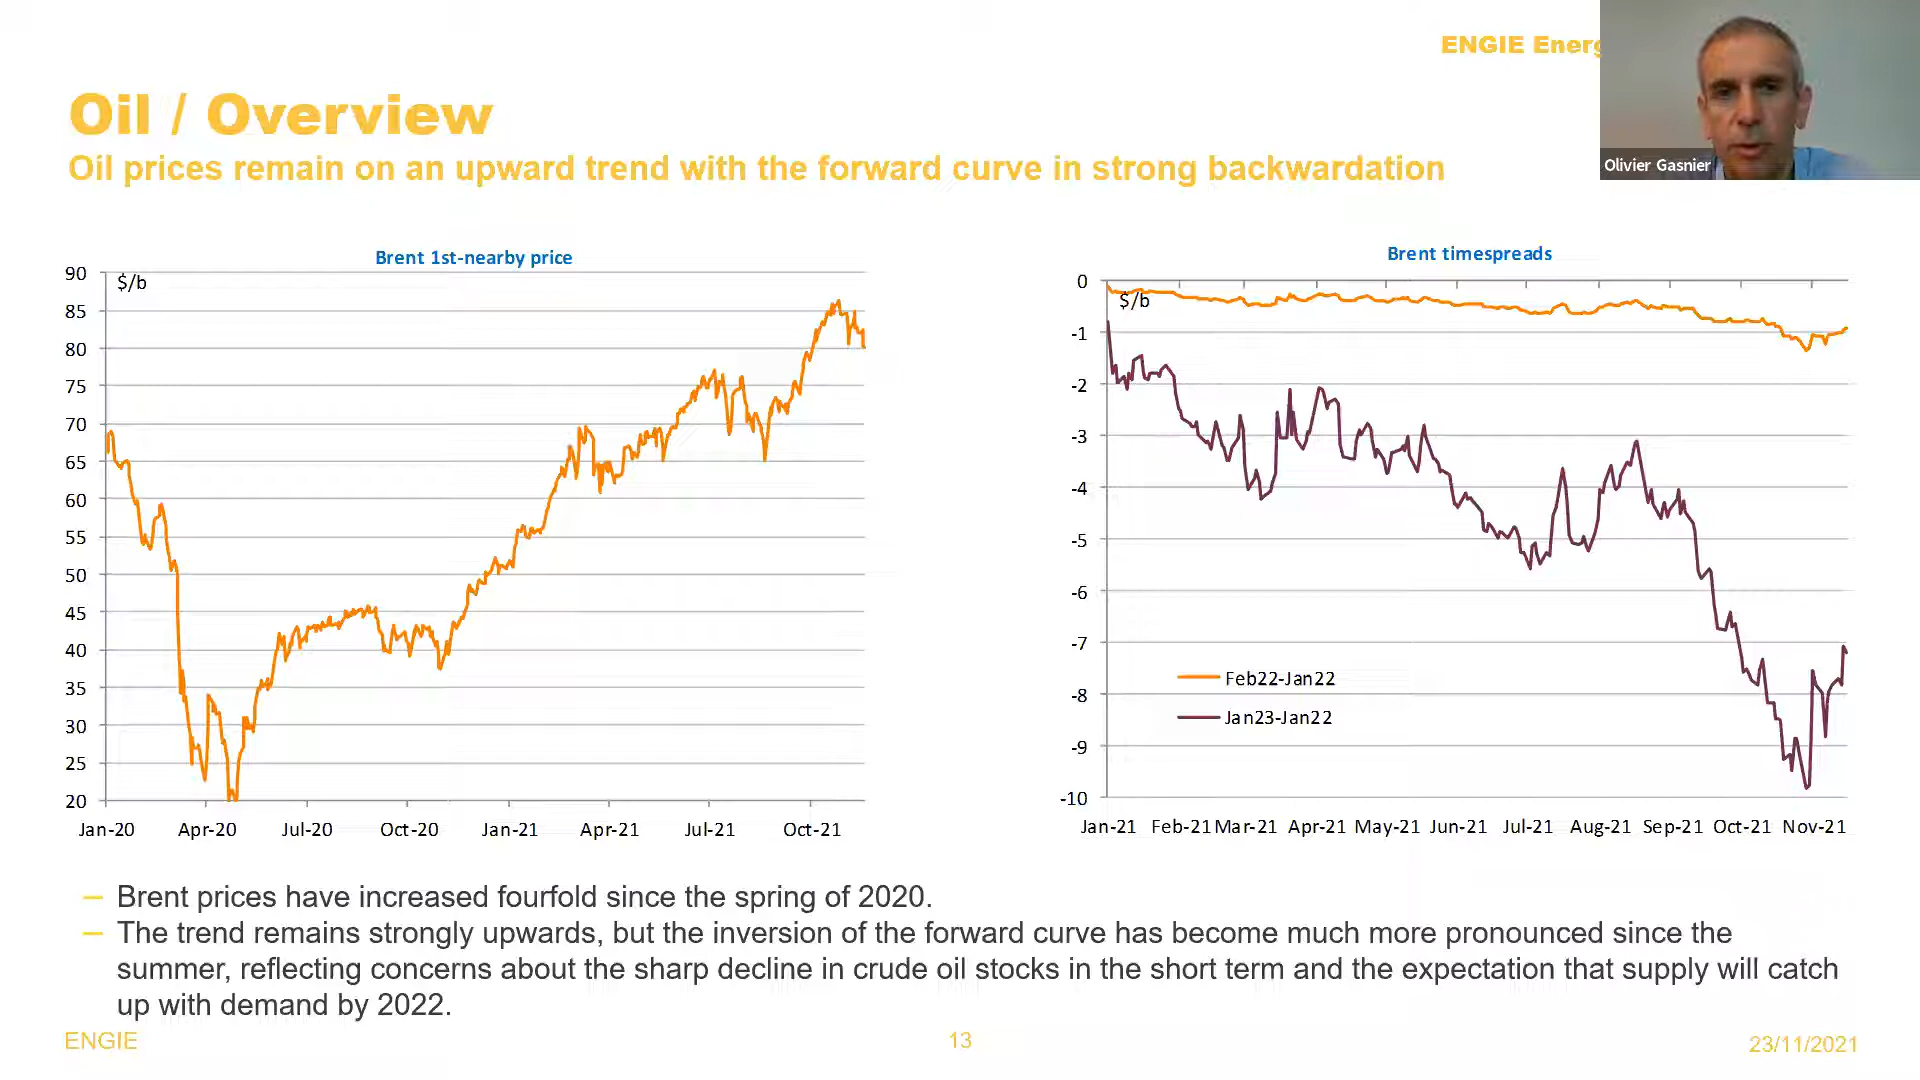 ENGIE Energ
Olivier Gasnier
Oil / Overview
Oil prices remain on an upward trend with the forward curve in strong backwardation
Brent 1st-nearby price
$/b
90
85
80
75
70
65
60
55
50
45
40
35
30
25
20
Jan-20 Apr-20 Jul-20 Oct-20 Jan-21 Apr-21 Jul-21 Oct-21
Brent timespreads
$/b
0
-1
-2
-3
-4
-5
-6
-7
-8
-9
-10
Feb22-Jan22
Jan23-Jan22
Jan-21 Feb-21 Mar-21 Apr-21 May-21 Jun-21 Jul-21 Aug-21 Sep-21 Oct-21 Nov-21
– Brent prices have increased fourfold since the spring of 2020.
– The trend remains strongly upwards, but the inversion of the forward curve has become much more pronounced since the
summer, reflecting concerns about the sharp decline in crude oil stocks in the short term and the expectation that supply will catch
up with demand by 2022.
ENGIE 13 23/11/2021